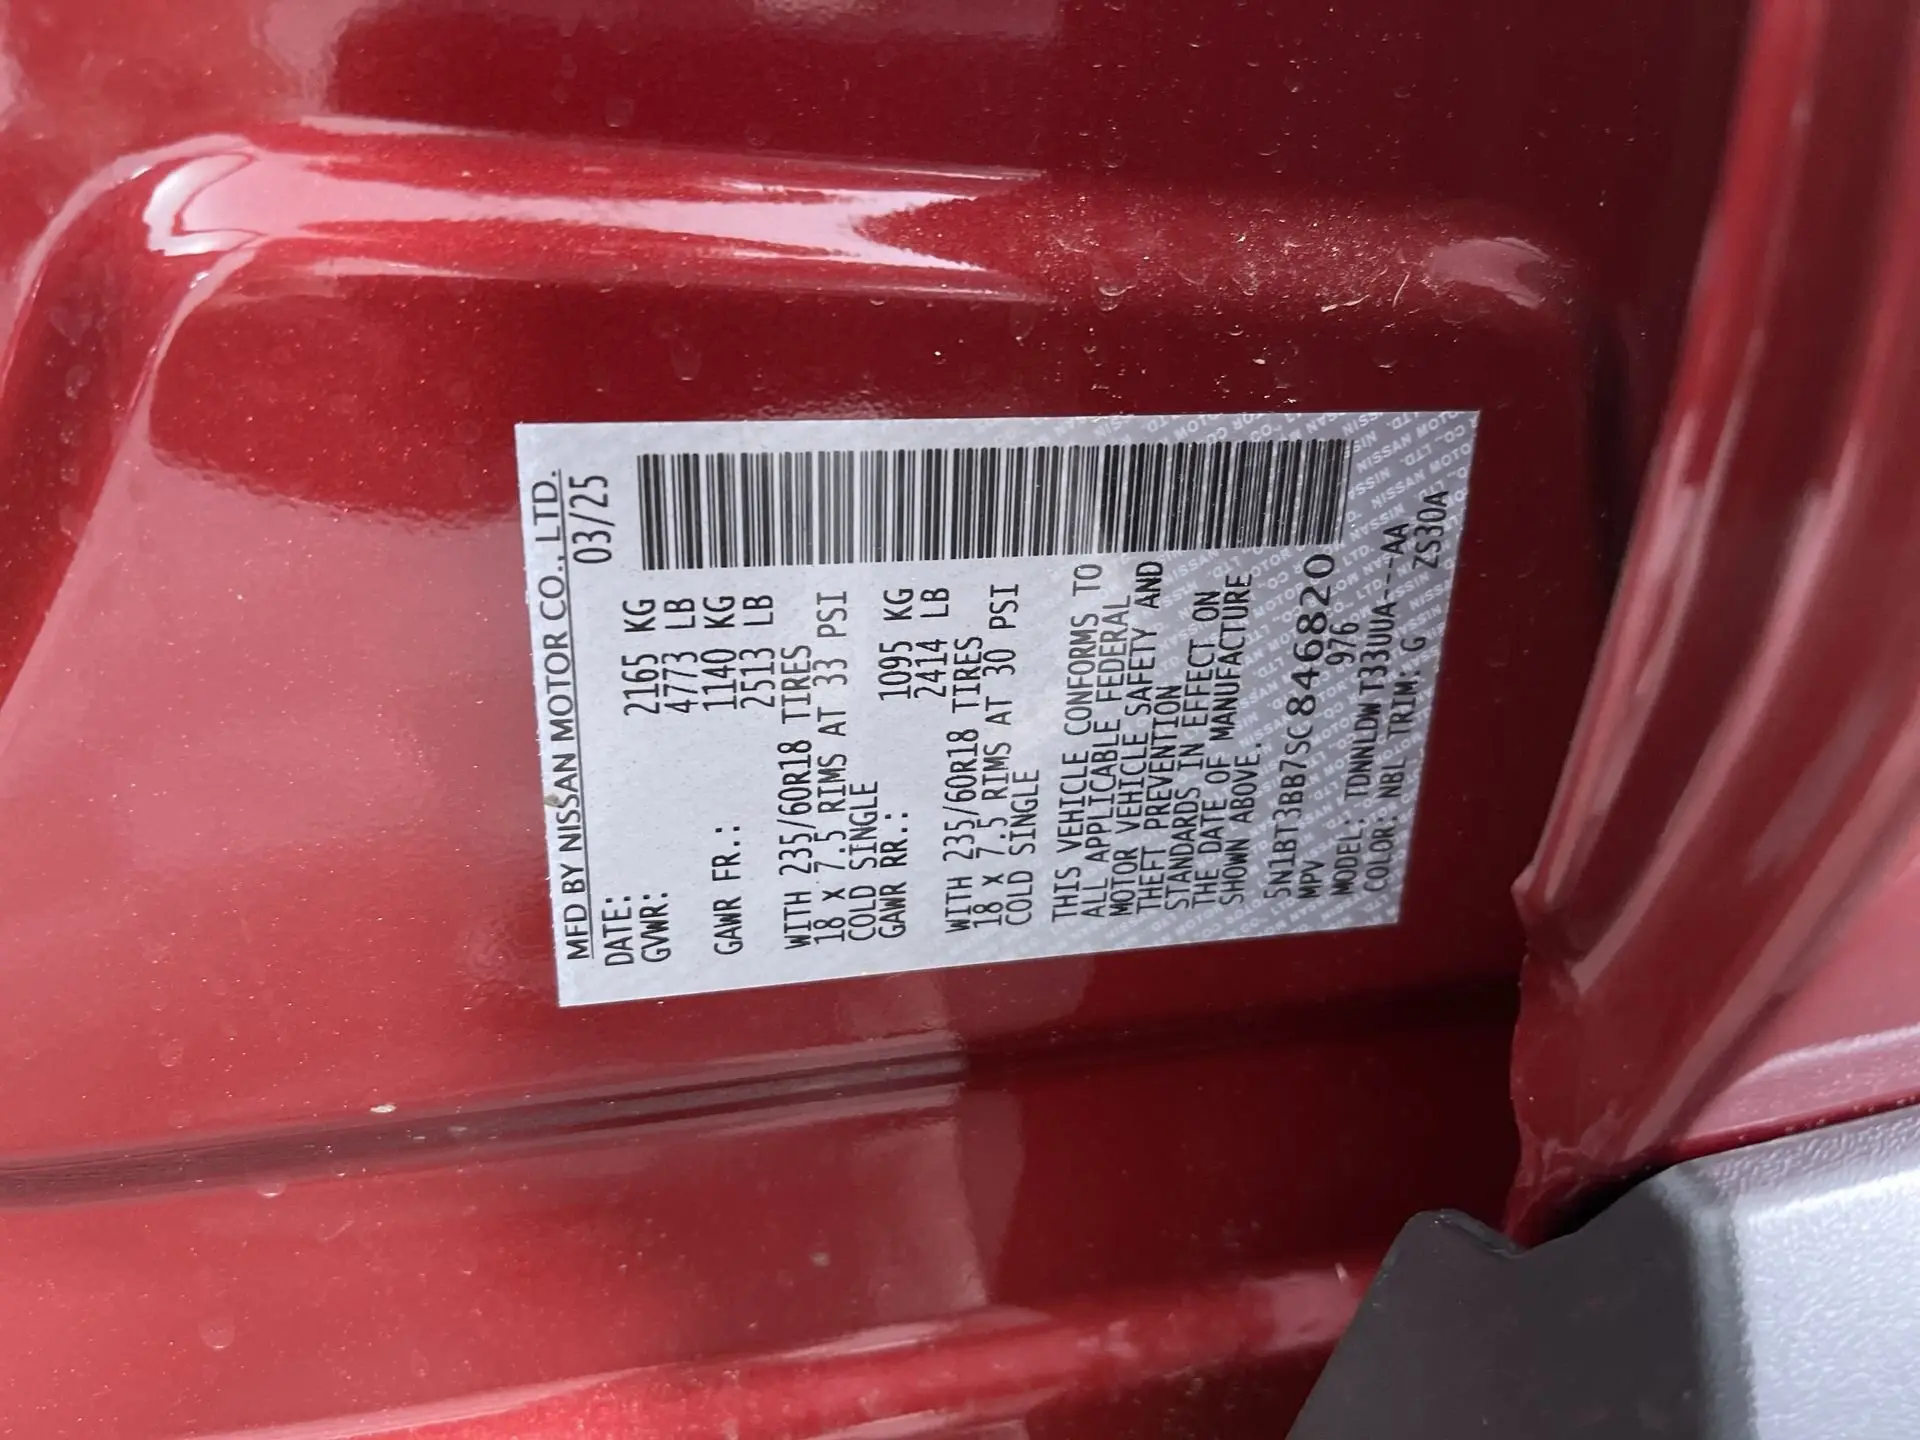 MFD BY NISSAN MOTOR CO., LTD.
DATE: 03/25
GVWR: 2165 KG
4773 LB
GAWR FR.: 1140 KG
2513 LB
WITH 235/60R18 TIRES
18 X 7.5 RIMS AT 33 PSI
COLD SINGLE
GAWR RR.: 1095 KG
2414 LB
WITH 235/60R18 TIRES
18 X 7.5 RIMS AT 30 PSI
COLD SINGLE
THIS VEHICLE CONFORMS TO
ALL APPLICABLE FEDERAL
MOTOR VEHICLE SAFETY AND
THEFT PREVENTION
STANDARDS IN EFFECT ON
THE DATE OF MANUFACTURE
SHOWN ABOVE.
5N1BT3BB7SC846820
MPV 976
MODEL: TDNNLDW T33UUA---AA
COLOR: NBL TRIM: G ZS30A